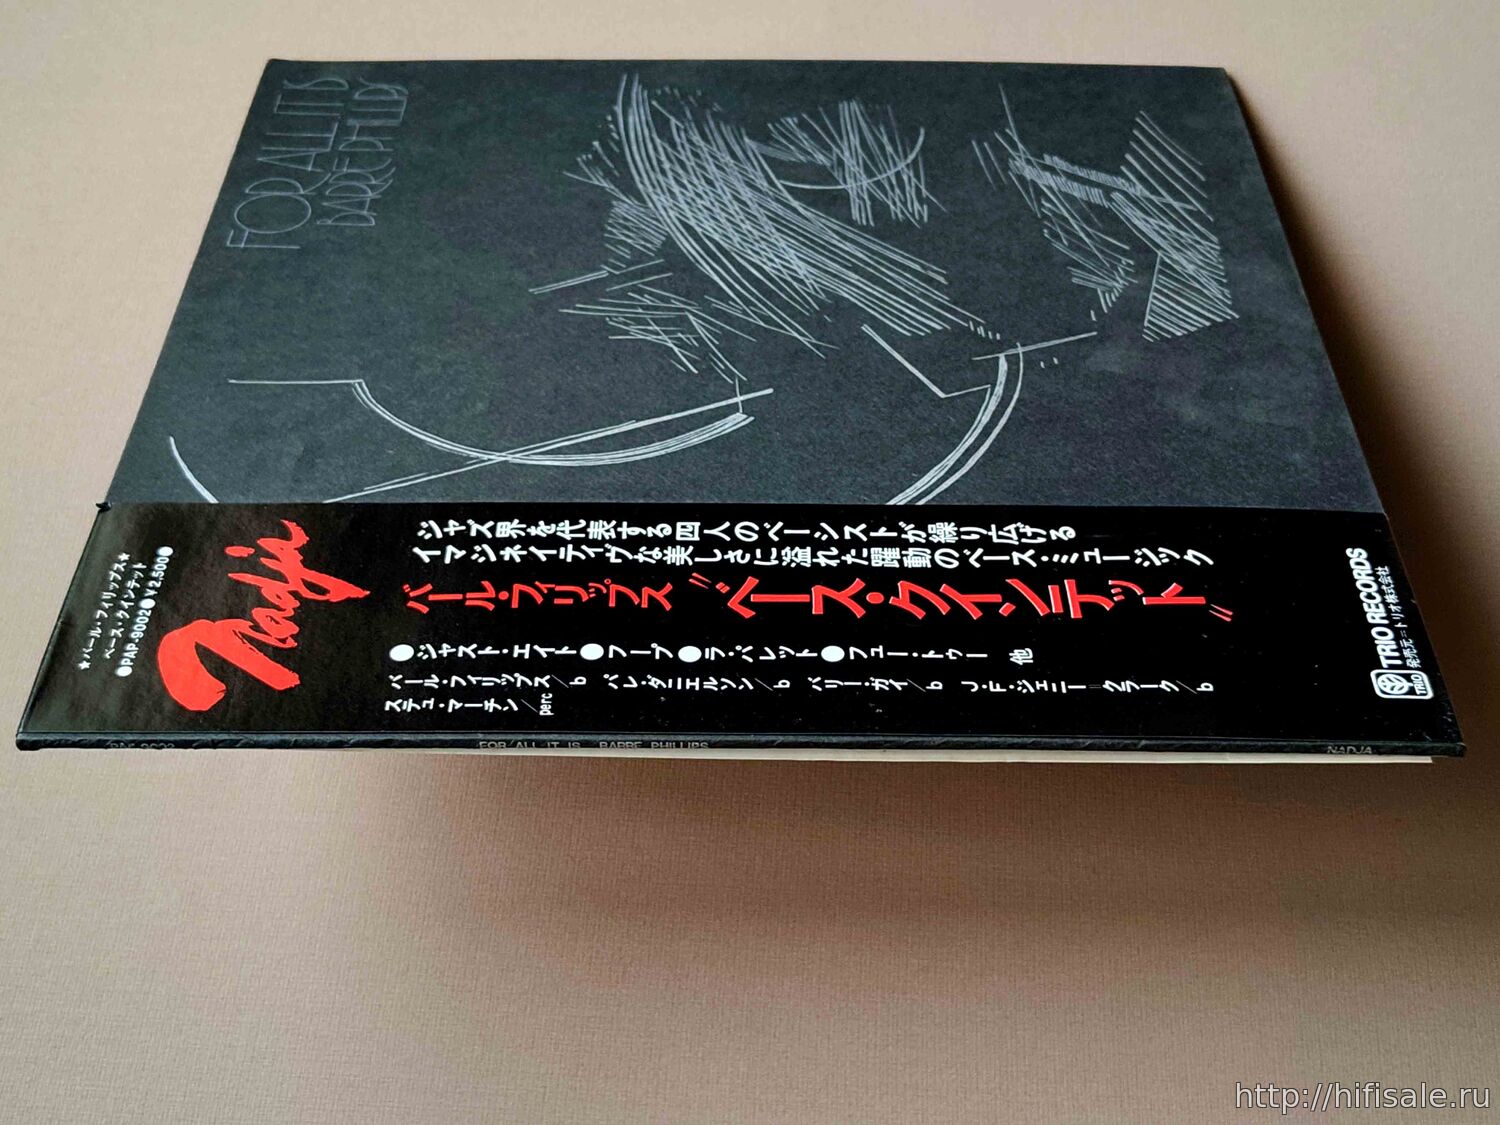 FOR ALL IT IS
BARRE PHILLIPS
★バール・フィリップス★
ベース・クインテット
●PAP-9002●¥2,500●
Nadja
ジャズ界を代表する四人のベーシストが繰り広げる
イマジネイティヴな美しさに溢れた躍動のベース・ミュージック
バール・フィリップス“ベース・クインテット”
●ジャスト・エイト●フープ●ラ・パレット●フュー・トゥー 他
バール・フィリップス/b パレ・ダニエルソン/b バリー・ガイ/b J・F・ジェニー=クラーク/b
ステュ・マーチン/perc
TRIO
TRIO RECORDS
発売元=トリオ株式会社
PAP-9002 FOR ALL IT IS BARRE PHILLIPS NADJA
http://hifisale.ru